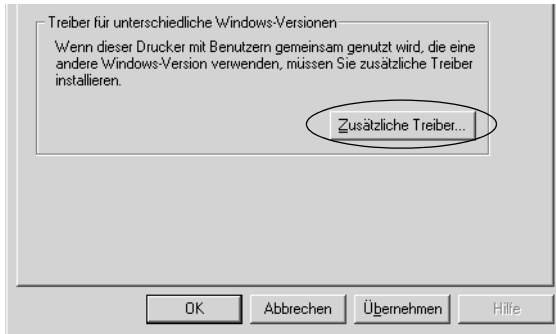 Treiber für unterschiedliche Windows-Versionen
Wenn dieser Drucker mit Benutzern gemeinsam genutzt wird, die eine
andere Windows-Version verwenden, müssen Sie zusätzliche Treiber
installieren.
Zusätzliche Treiber...
OK Abbrechen Übernehmen Hilfe